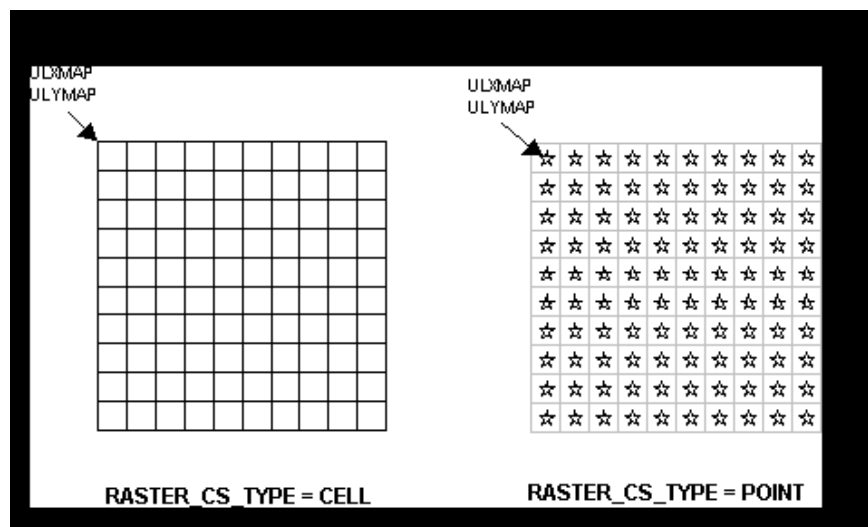 ULXMAP
ULYMAP
ULXMAP
ULYMAP
RASTER_CS_TYPE = CELL
RASTER_CS_TYPE = POINT